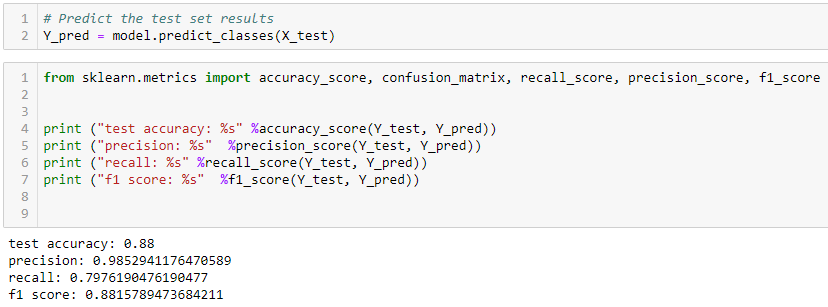 1 # Predict the test set results
2 Y_pred = model.predict_classes(X_test)
1 from sklearn.metrics import accuracy_score, confusion_matrix, recall_score, precision_score, f1_score
2
3
4 print ("test accuracy: %s" %accuracy_score(Y_test, Y_pred))
5 print ("precision: %s"  %precision_score(Y_test, Y_pred))
6 print ("recall: %s" %recall_score(Y_test, Y_pred))
7 print ("f1 score: %s"  %f1_score(Y_test, Y_pred))
8
9
test accuracy: 0.88
precision: 0.9852941176470589
recall: 0.7976190476190477
f1 score: 0.8815789473684211